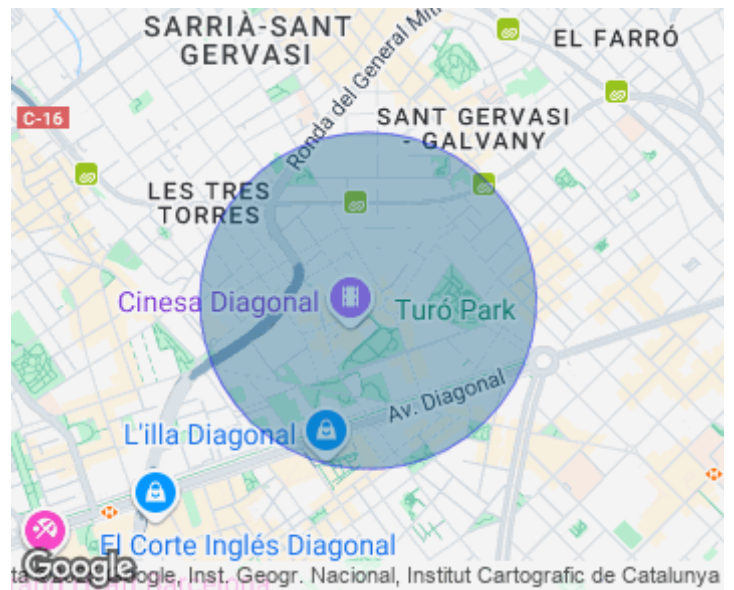 SARRIÀ-SANT
GERVASI
Ronda del General Mit
EL FARRÓ
C-16
SANT GERVASI
- GALVANY
LES TRES
TORRES
Cinesa Diagonal
Turó Park
Av. Diagonal
L'illa Diagonal
El Corte Inglés Diagonal
Google
ogle, Inst. Geogr. Nacional, Institut Cartografic de Catalunya